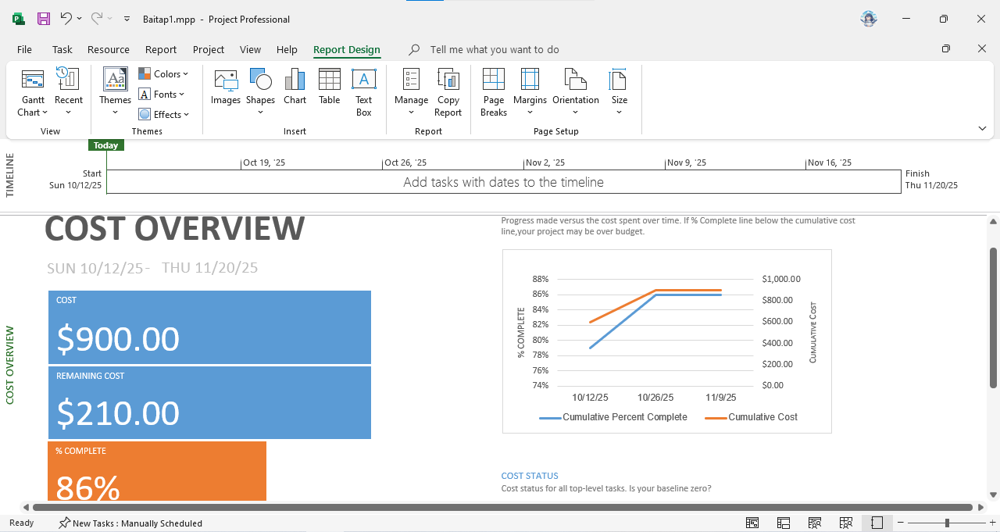 Baitap1.mpp - Project Professional
File Task Resource Report Project View Help Report Design Tell me what you want to do
Gantt Chart
Recent
View
Themes
Colors
Fonts
Effects
Themes
Images
Shapes
Chart
Table
Text Box
Insert
Manage
Copy Report
Report
Page Breaks
Margins
Orientation
Size
Page Setup
TIMELINE
Today
Oct 19, '25 Oct 26, '25 Nov 2, '25 Nov 9, '25 Nov 16, '25
Start
Sun 10/12/25
Add tasks with dates to the timeline
Finish
Thu 11/20/25
COST OVERVIEW
COST OVERVIEW
SUN 10/12/25 - THU 11/20/25
COST
$900.00
REMAINING COST
$210.00
% COMPLETE
86%
Progress made versus the cost spent over time. If % Complete line below the cumulative cost
line,your project may be over budget.
% COMPLETE
88%
86%
84%
82%
80%
78%
76%
74%
$1,000.00
$800.00
$600.00
$400.00
$200.00
$0.00
CUMULATIVE COST
10/12/25 10/26/25 11/9/25
Cumulative Percent Complete Cumulative Cost
COST STATUS
Cost status for all top-level tasks. Is your baseline zero?
Ready New Tasks : Manually Scheduled